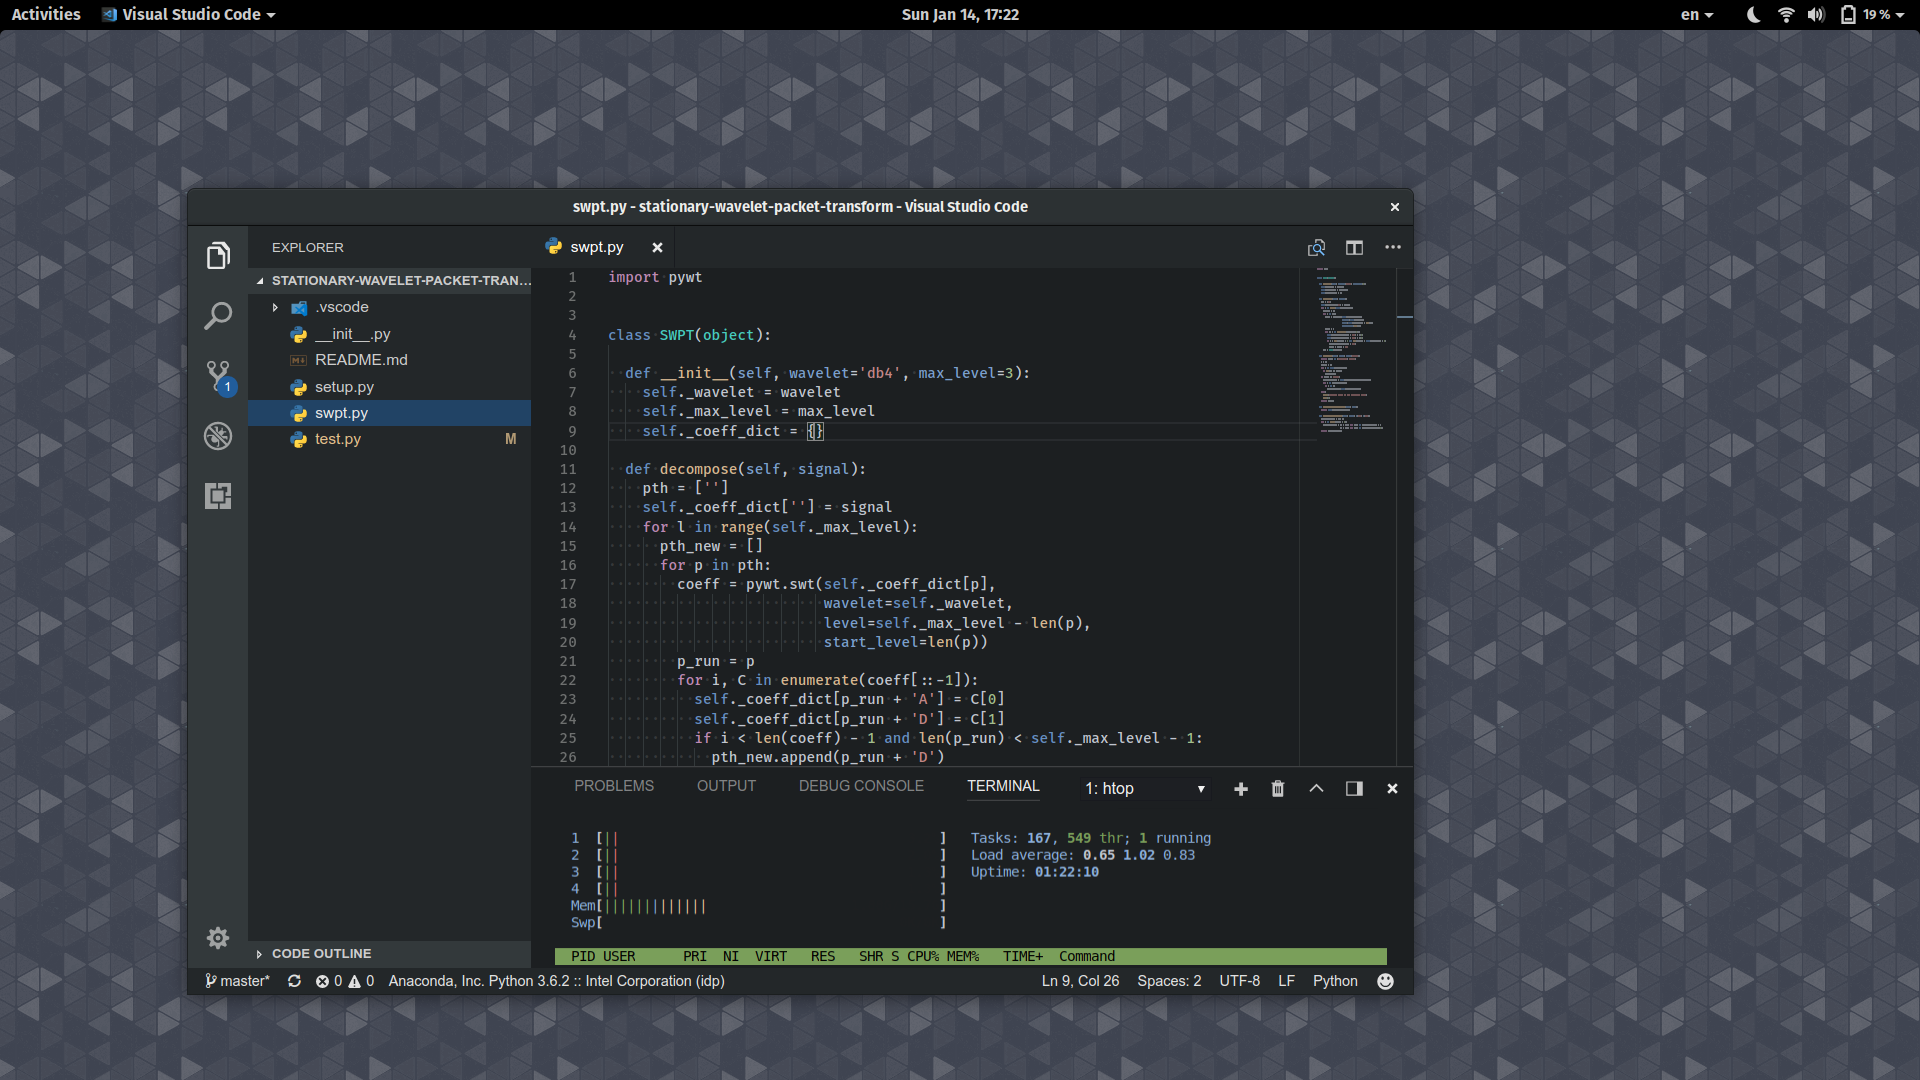 Activities Visual Studio Code Sun Jan 14, 17:22 en 19 %
swpt.py - stationary-wavelet-packet-transform - Visual Studio Code
EXPLORER
STATIONARY-WAVELET-PACKET-TRAN...
.vscode
__init__.py
README.md
setup.py
swpt.py
test.py M
1
CODE OUTLINE
swpt.py
1 import pywt
2
3
4 class SWPT(object):
5
6 def __init__(self, wavelet='db4', max_level=3):
7 self._wavelet = wavelet
8 self._max_level = max_level
9 self._coeff_dict = {}
10
11 def decompose(self, signal):
12 pth = ['']
13 self._coeff_dict[''] = signal
14 for l in range(self._max_level):
15 pth_new = []
16 for p in pth:
17 coeff = pywt.swt(self._coeff_dict[p],
18 wavelet=self._wavelet,
19 level=self._max_level - len(p),
20 start_level=len(p))
21 p_run = p
22 for i, C in enumerate(coeff[::-1]):
23 self._coeff_dict[p_run + 'A'] = C[0]
24 self._coeff_dict[p_run + 'D'] = C[1]
25 if i < len(coeff) - 1 and len(p_run) < self._max_level - 1:
26 pth_new.append(p_run + 'D')
PROBLEMS OUTPUT DEBUG CONSOLE TERMINAL 1: htop
1 [|| ] Tasks: 167, 549 thr; 1 running
2 [|| ] Load average: 0.65 1.02 0.83
3 [|| ] Uptime: 01:22:10
4 [|| ]
Mem[||||||||||||| ]
Swp[ ]
PID USER PRI NI VIRT RES SHR S CPU% MEM% TIME+ Command
master* 0 0 Anaconda, Inc. Python 3.6.2 :: Intel Corporation (idp) Ln 9, Col 26 Spaces: 2 UTF-8 LF Python